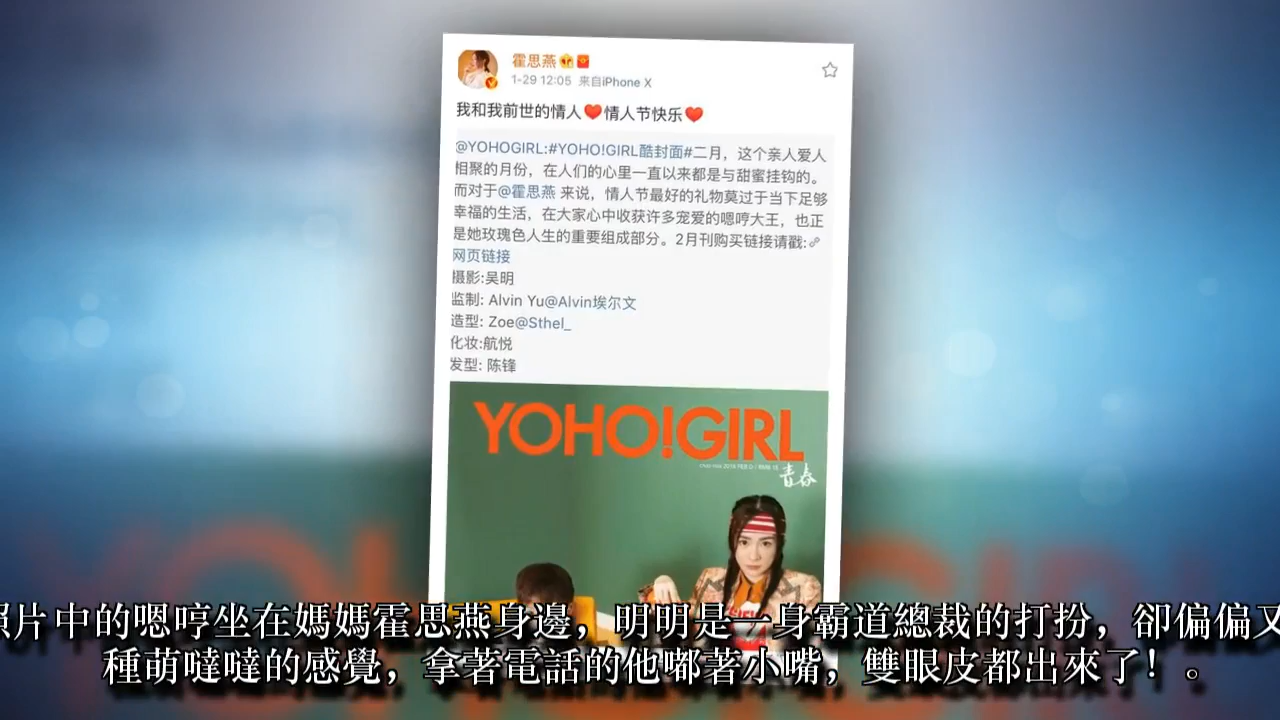 霍思燕
1-29 12:05 来自iPhone X
我和我前世的情人❤️情人节快乐❤️
@YOHOGIRL:#YOHO!GIRL酷封面#二月，这个亲人爱人
相聚的月份，在人们的心里一直以来都是与甜蜜挂钩的。
而对于@霍思燕 来说，情人节最好的礼物莫过于当下足够
幸福的生活，在大家心中收获许多宠爱的嗯哼大王，也正
是她玫瑰色人生的重要组成部分。2月刊购买链接请戳:
网页链接
摄影:吴明
监制: Alvin Yu@Alvin埃尔文
造型: Zoe@Sthel_
化妆:航悦
发型: 陈锋
YOHO!GIRL
青春
照片中的嗯哼坐在媽媽霍思燕身邊，明明是一身霸道總裁的打扮，卻偏偏又
種萌噠噠的感覺，拿著電話的他嘟著小嘴，雙眼皮都出來了！。